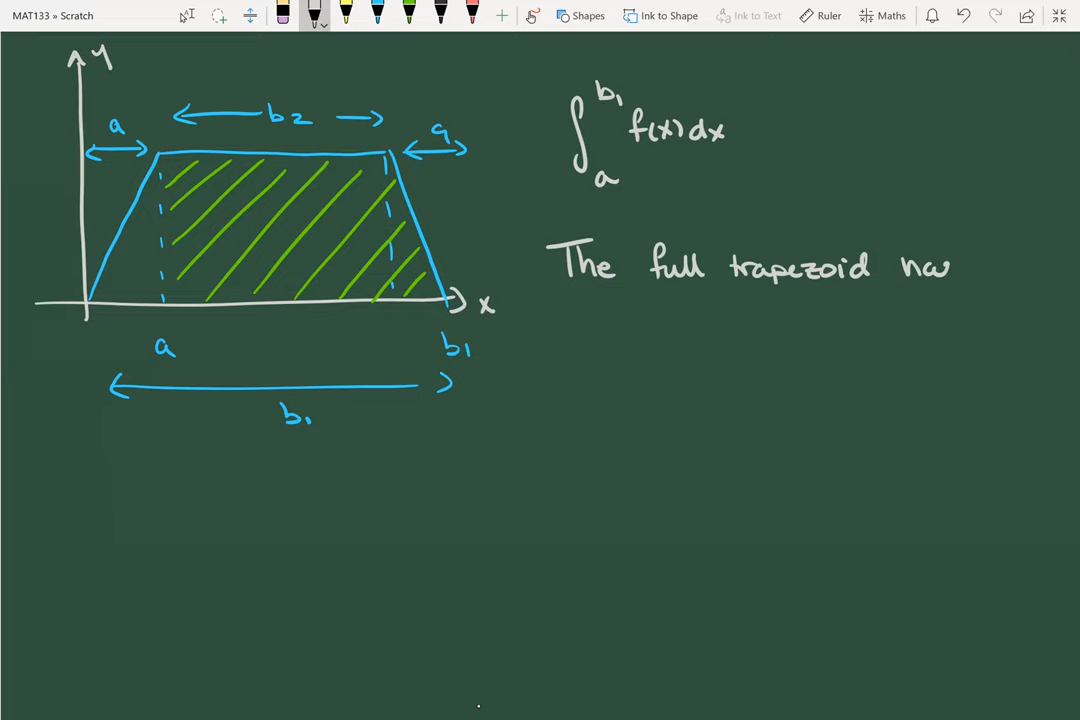 MAT133 » Scratch
Shapes
Ink to Shape
Ink to Text
Ruler
Maths
y
a
b2
a
x
a
b1
b1
∫_a^{b1} f(x)dx
The full trapezoid